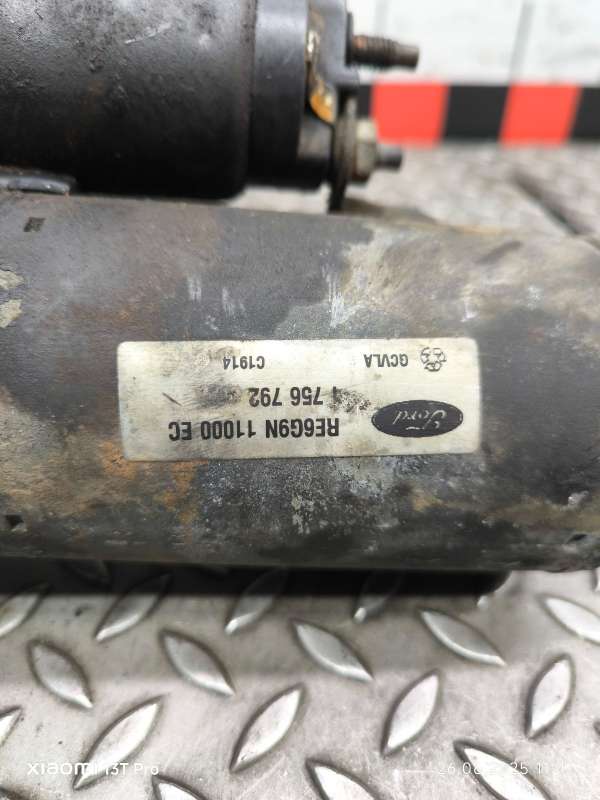 Ford
RE6G9N 11000 EC
1 756 792
GCVLA
C1914
XIAOMI 13T Pro